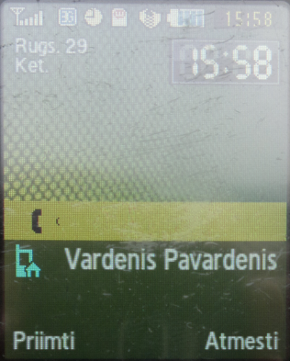 15:58
Rugs. 29
Ket.
15:58
Vardenis Pavardenis
Priimti
Atmesti